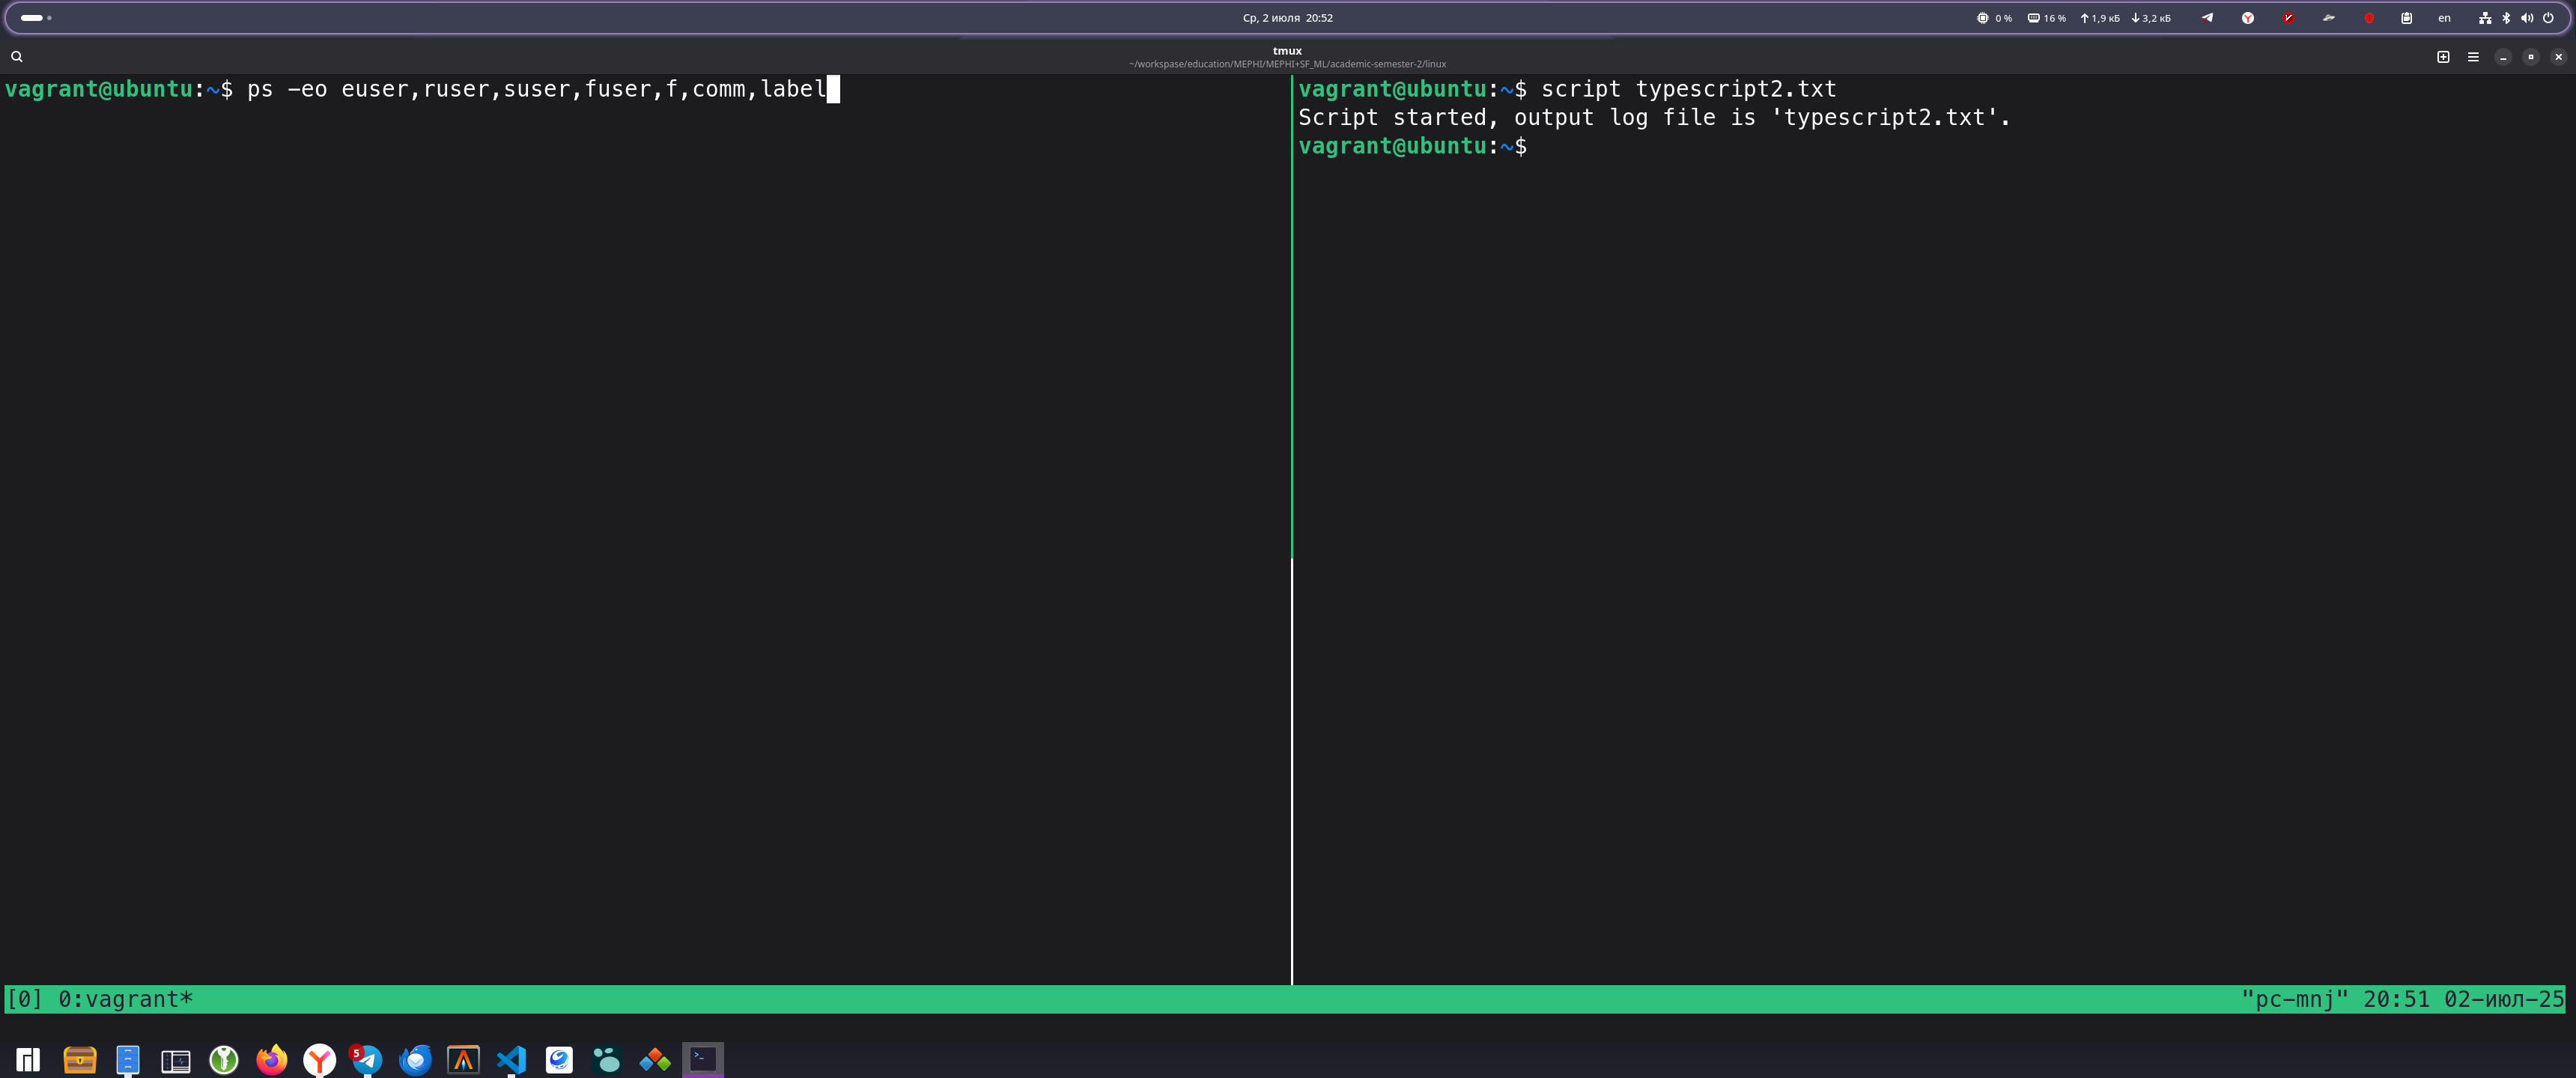 Ср, 2 июля 20:52
0 % 16 % 1,9 кБ 3,2 кБ en
tmux
~/workspase/education/MEPHI/MEPHI+SF_ML/academic-semester-2/linux
vagrant@ubuntu:~$ ps -eo euser,ruser,suser,fuser,f,comm,label
vagrant@ubuntu:~$ script typescript2.txt
Script started, output log file is 'typescript2.txt'.
vagrant@ubuntu:~$
[0] 0:vagrant*
"pc-mnj" 20:51 02-июл-25
5